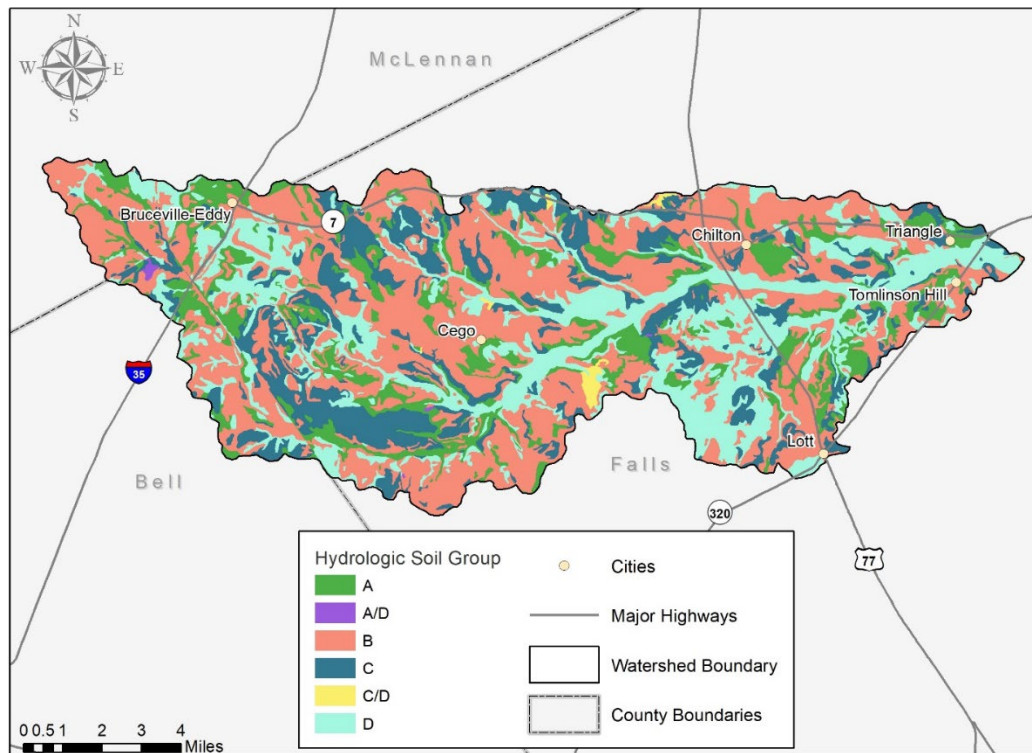 N
W E
S
McLennan
Bruceville-Eddy
7
Chilton
Triangle
Tomlinson Hill
Cego
35
Lott
Bell
Falls
320
77
Hydrologic Soil Group
A
A/D
B
C
C/D
D
Cities
Major Highways
Watershed Boundary
County Boundaries
0 0.5 1 2 3 4
Miles